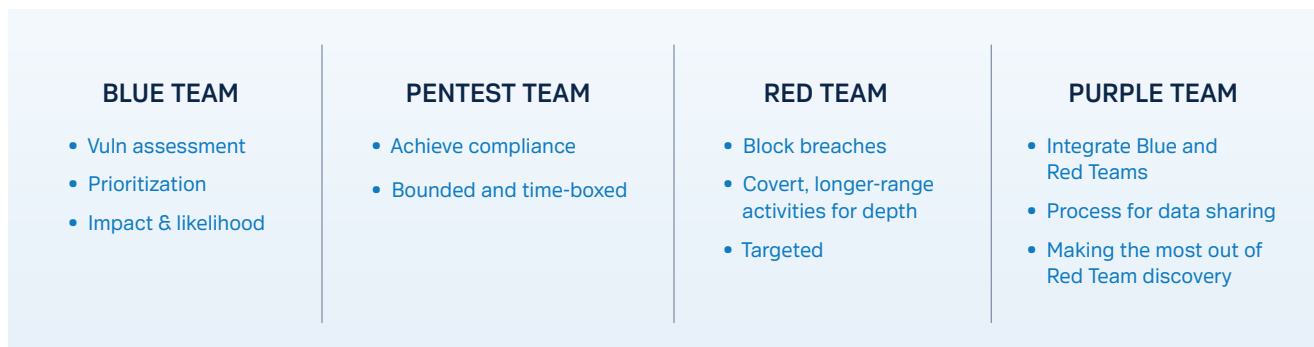 BLUE TEAM
• Vuln assessment
• Prioritization
• Impact & likelihood
PENTEST TEAM
• Achieve compliance
• Bounded and time-boxed
RED TEAM
• Block breaches
• Covert, longer-range
activities for depth
• Targeted
PURPLE TEAM
• Integrate Blue and
Red Teams
• Process for data sharing
• Making the most out of
Red Team discovery